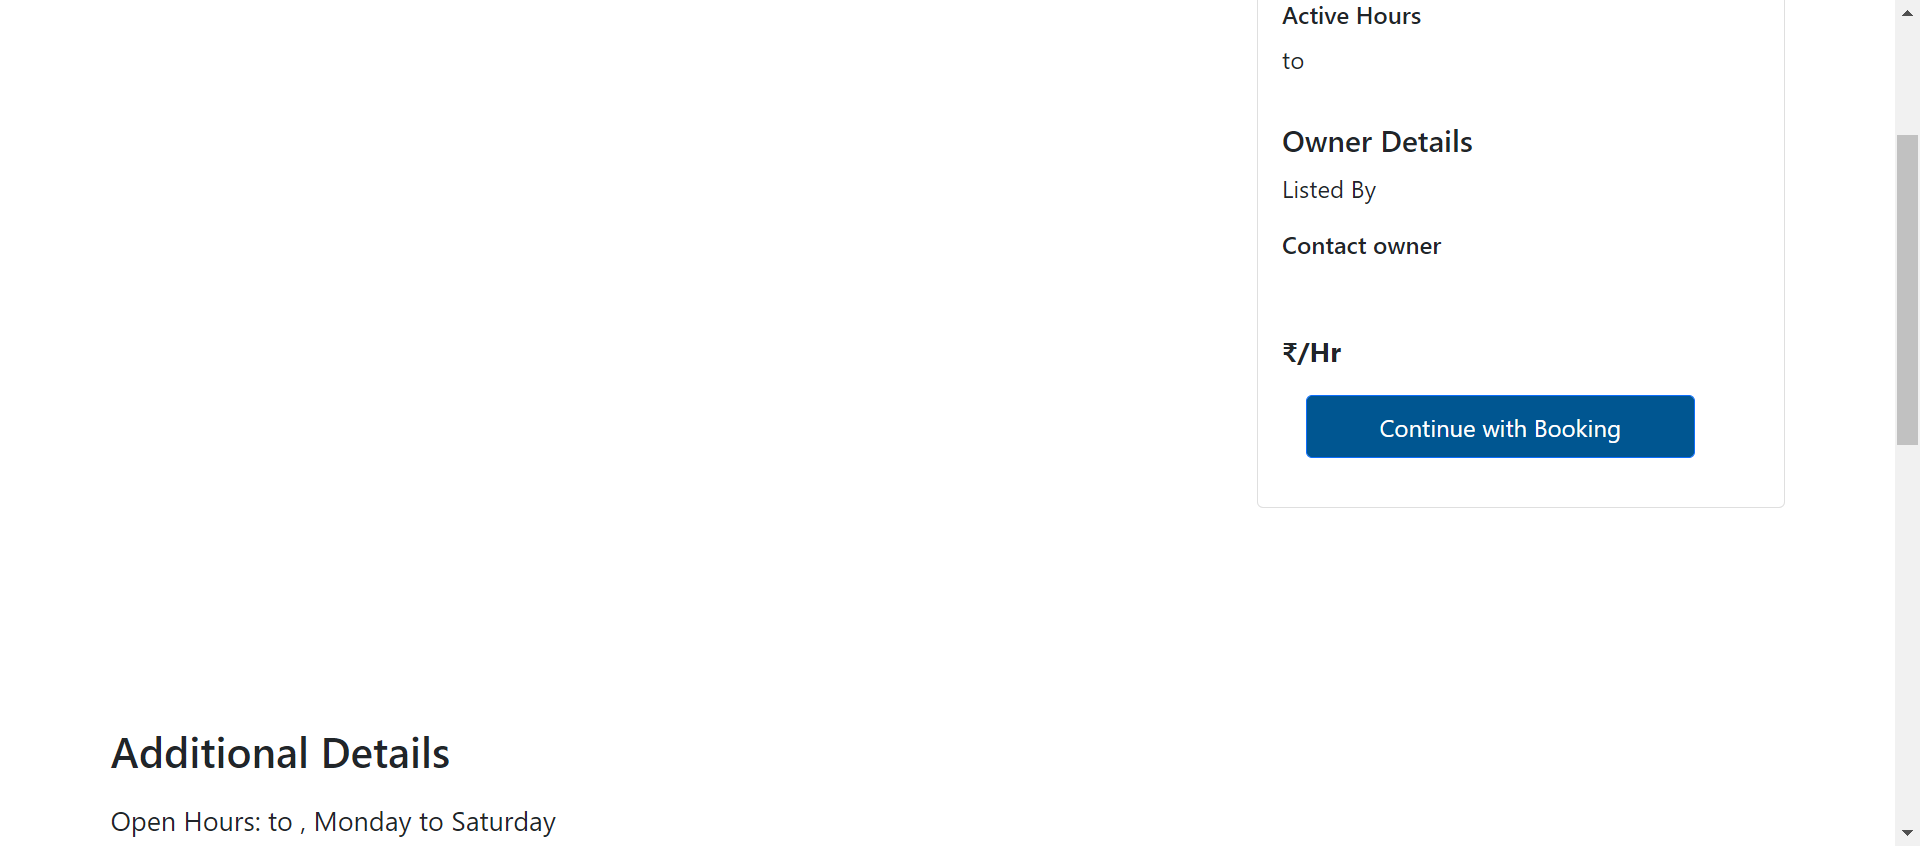 Active Hours
to
Owner Details
Listed By
Contact owner
₹/Hr
Continue with Booking
Additional Details
Open Hours: to , Monday to Saturday